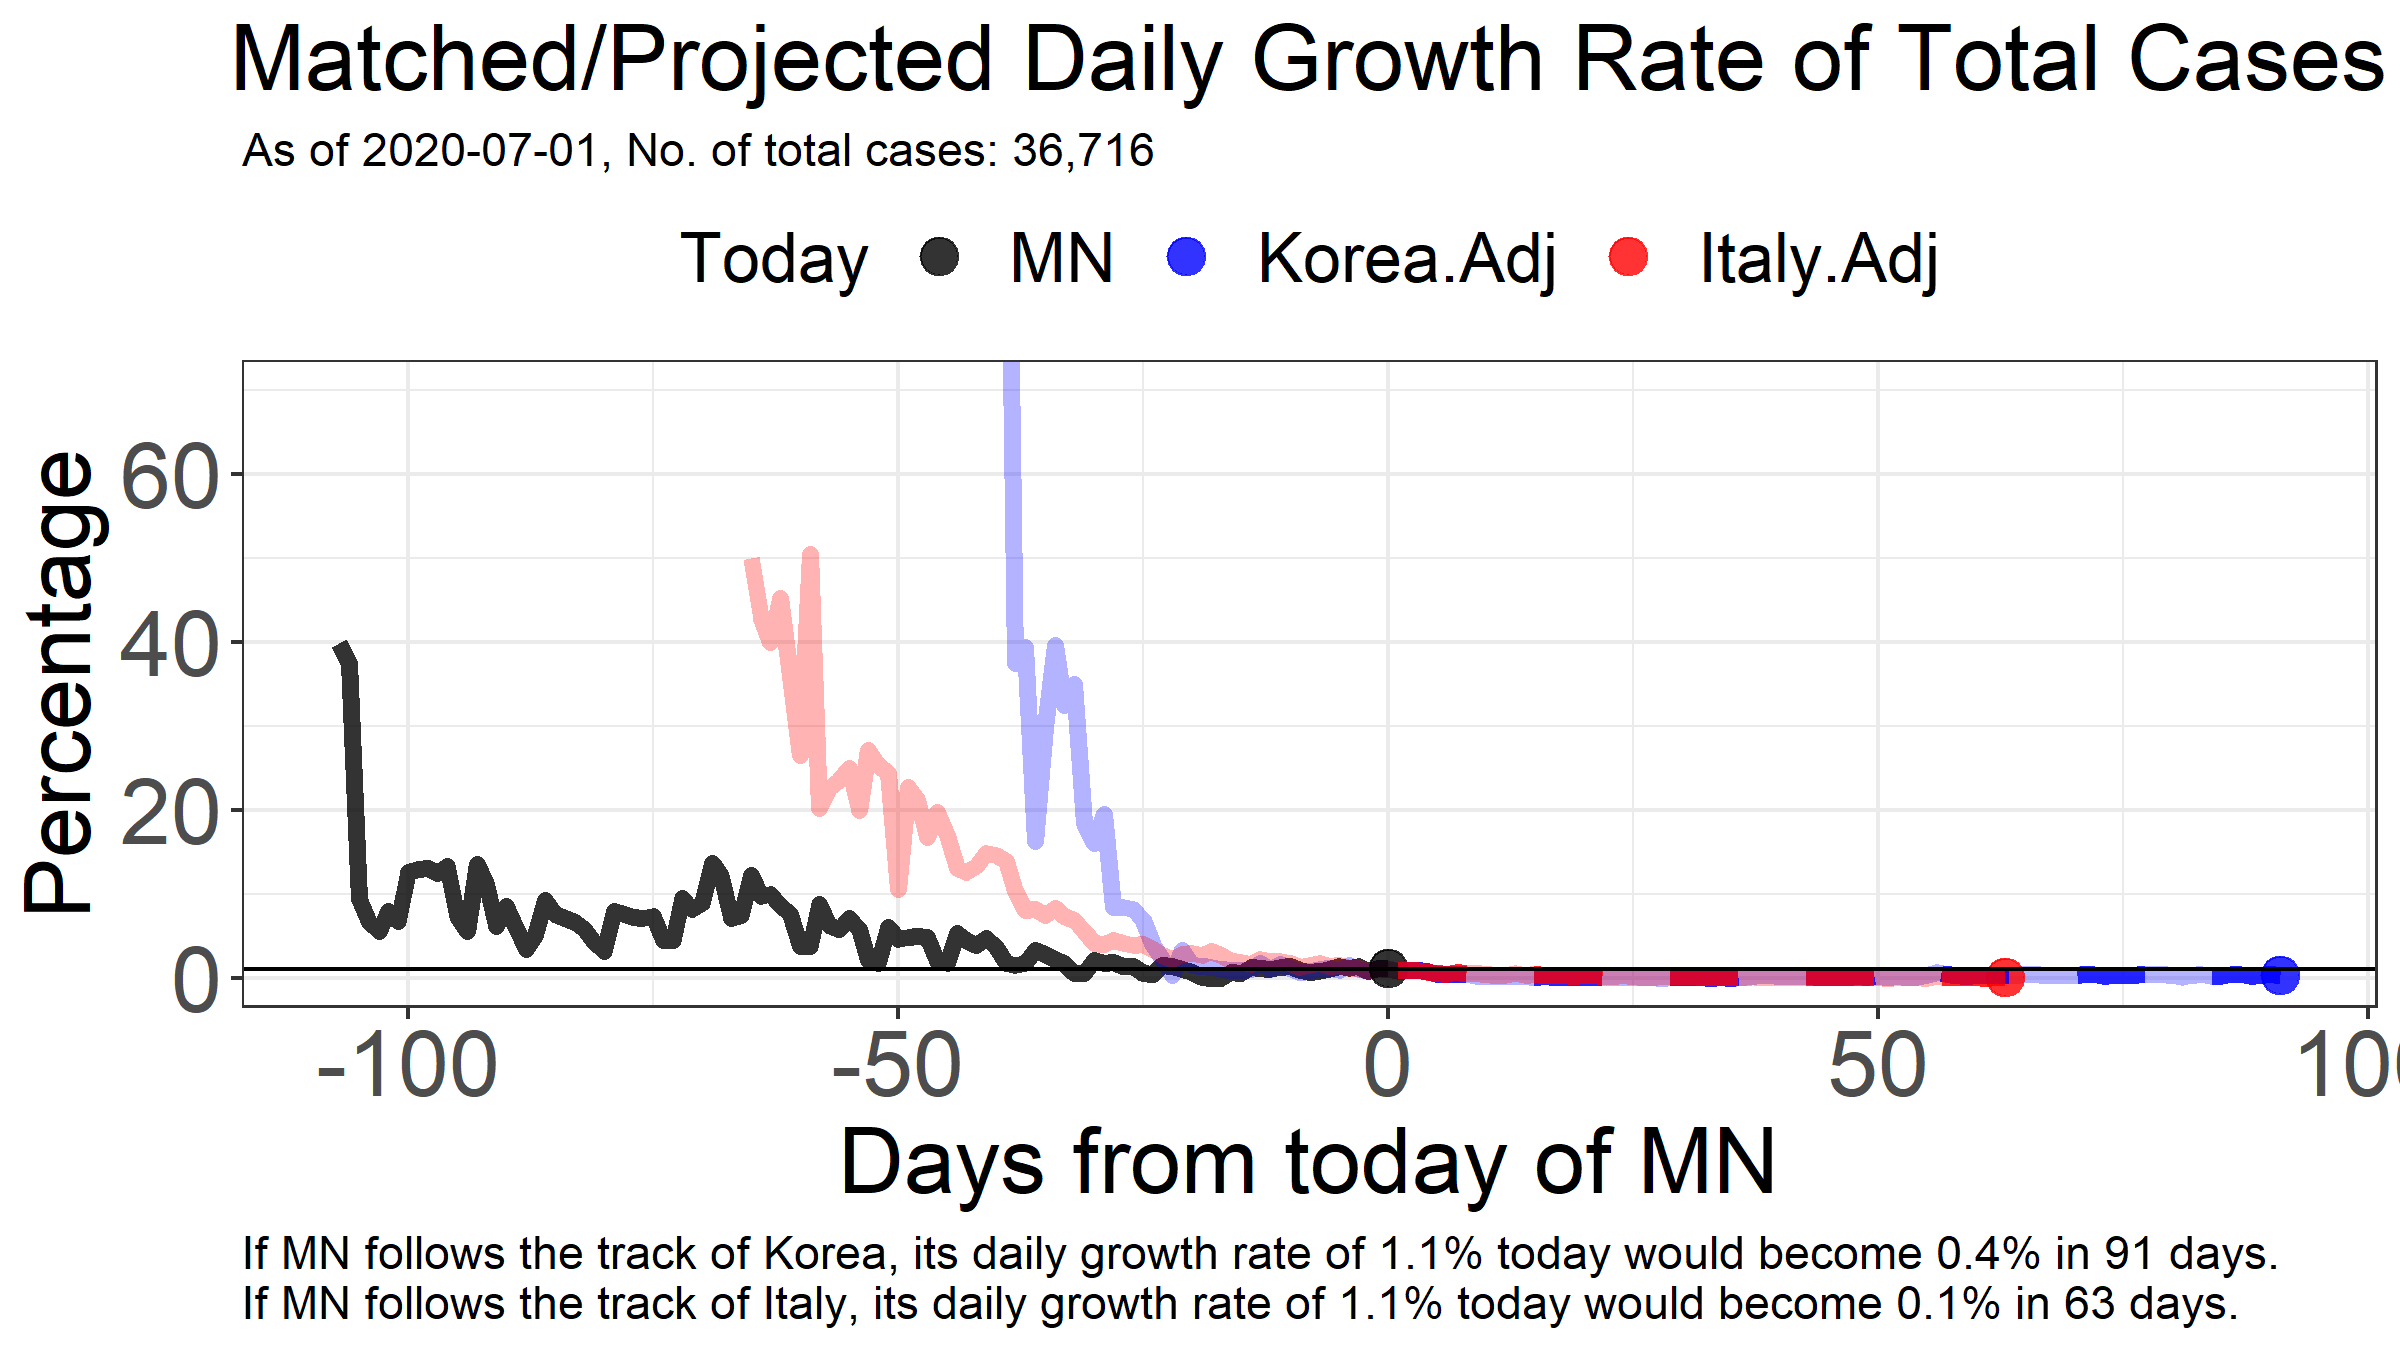 Matched/Projected Daily Growth Rate of Total Cases
As of 2020-07-01, No. of total cases: 36,716
Today MN Korea.Adj Italy.Adj
Percentage
60
40
20
0
-100 -50 0 50 100
Days from today of MN
If MN follows the track of Korea, its daily growth rate of 1.1% today would become 0.4% in 91 days.
If MN follows the track of Italy, its daily growth rate of 1.1% today would become 0.1% in 63 days.